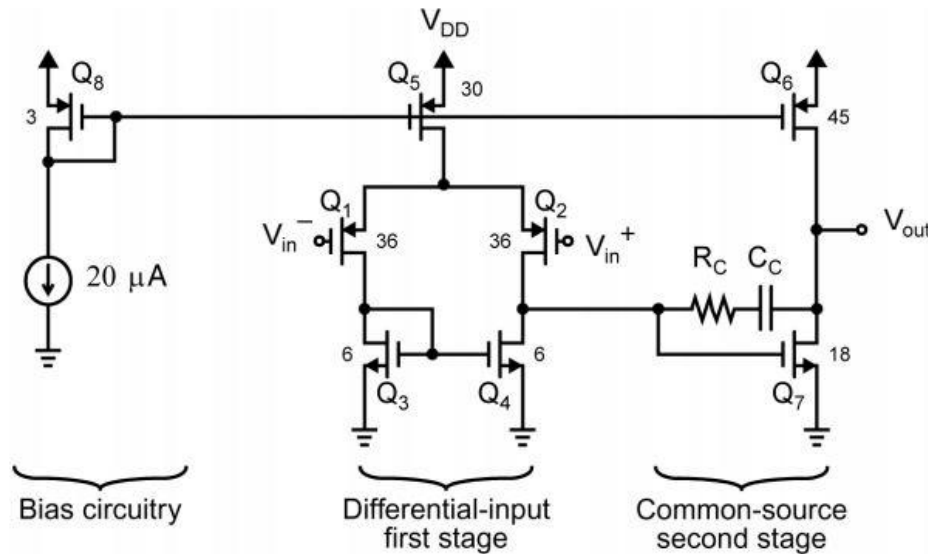 V_DD
Q_8
Q_5
Q_6
3
30
45
Q_1
Q_2
V_in^-
36
36
V_in^+
V_out
R_C
C_C
20 μA
6
6
18
Q_3
Q_4
Q_7
Bias circuitry
Differential-input
first stage
Common-source
second stage